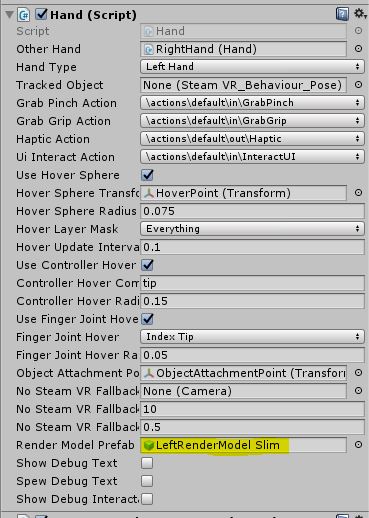 Hand (Script)
Script Hand
Other Hand RightHand (Hand)
Hand Type Left Hand
Tracked Object None (Steam VR_Behaviour_Pose)
Grab Pinch Action \actions\default\in\GrabPinch
Grab Grip Action \actions\default\in\GrabGrip
Haptic Action \actions\default\out\Haptic
Ui Interact Action \actions\default\in\InteractUI
Use Hover Sphere
Hover Sphere Transfo HoverPoint (Transform)
Hover Sphere Radius 0.075
Hover Layer Mask Everything
Hover Update Interva 0.1
Use Controller Hover
Controller Hover Com tip
Controller Hover Radi 0.15
Use Finger Joint Hove
Finger Joint Hover Index Tip
Finger Joint Hover Ra 0.05
Object Attachment Po ObjectAttachmentPoint (Transform
No Steam VR Fallback None (Camera)
No Steam VR Fallback 10
No Steam VR Fallback 0.5
Render Model Prefab LeftRenderModel Slim
Show Debug Text
Spew Debug Text
Show Debug Interacta